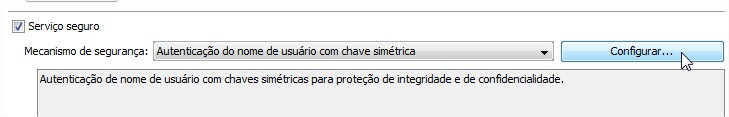 Serviço seguro
Mecanismo de segurança: Autenticação do nome de usuário com chave simétrica Configurar...
Autenticação de nome de usuário com chaves simétricas para proteção de integridade e de confidencialidade.